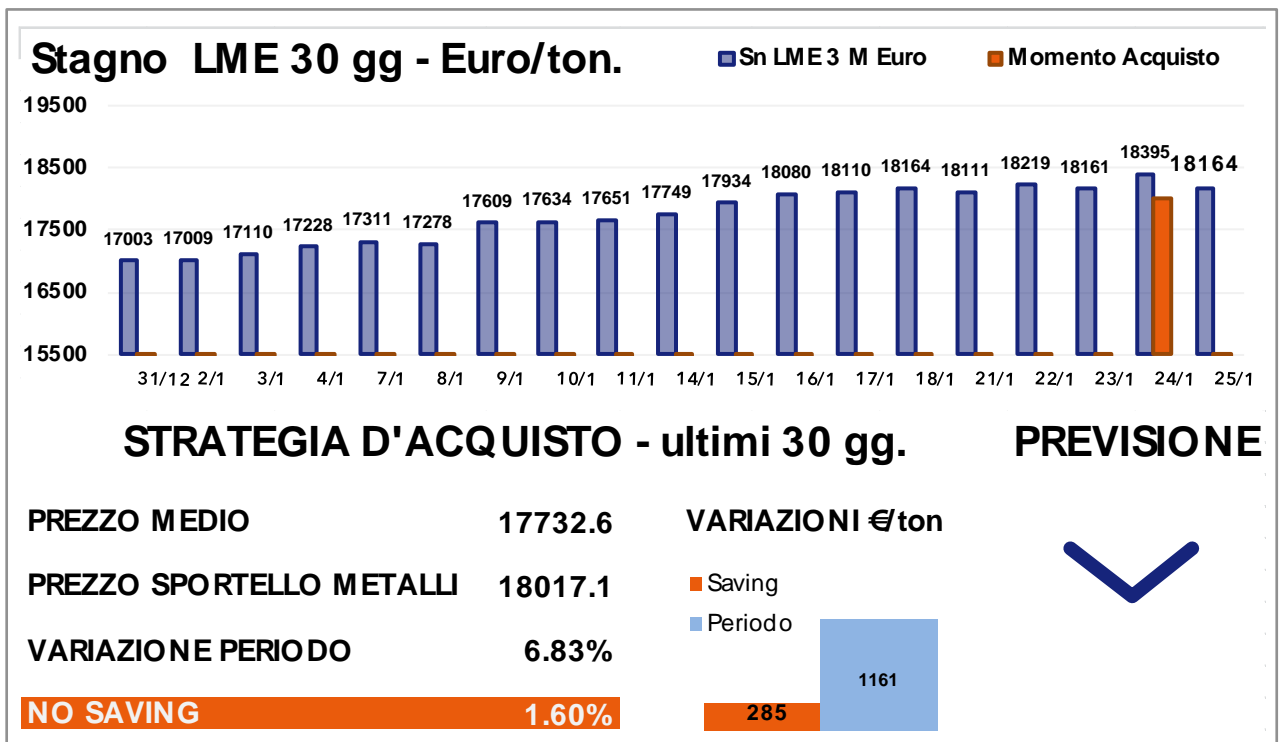 Stagno LME 30 gg - Euro/ton.
Sn LME 3 M Euro
Momento Acquisto
19500
18500
17500
16500
15500
17003 17009 17110 17228 17311 17278 17609 17634 17651 17749 17934 18080 18110 18164 18111 18219 18161 18395 18164
31/12 2/1 3/1 4/1 7/1 8/1 9/1 10/1 11/1 14/1 15/1 16/1 17/1 18/1 21/1 22/1 23/1 24/1 25/1
STRATEGIA D'ACQUISTO - ultimi 30 gg.
PREVISIONE
PREZZO MEDIO 17732.6
PREZZO SPORTELLO METALLI 18017.1
VARIAZIONE PERIODO 6.83%
NO SAVING 1.60%
VARIAZIONI €/ton
Saving
Periodo
1161
285